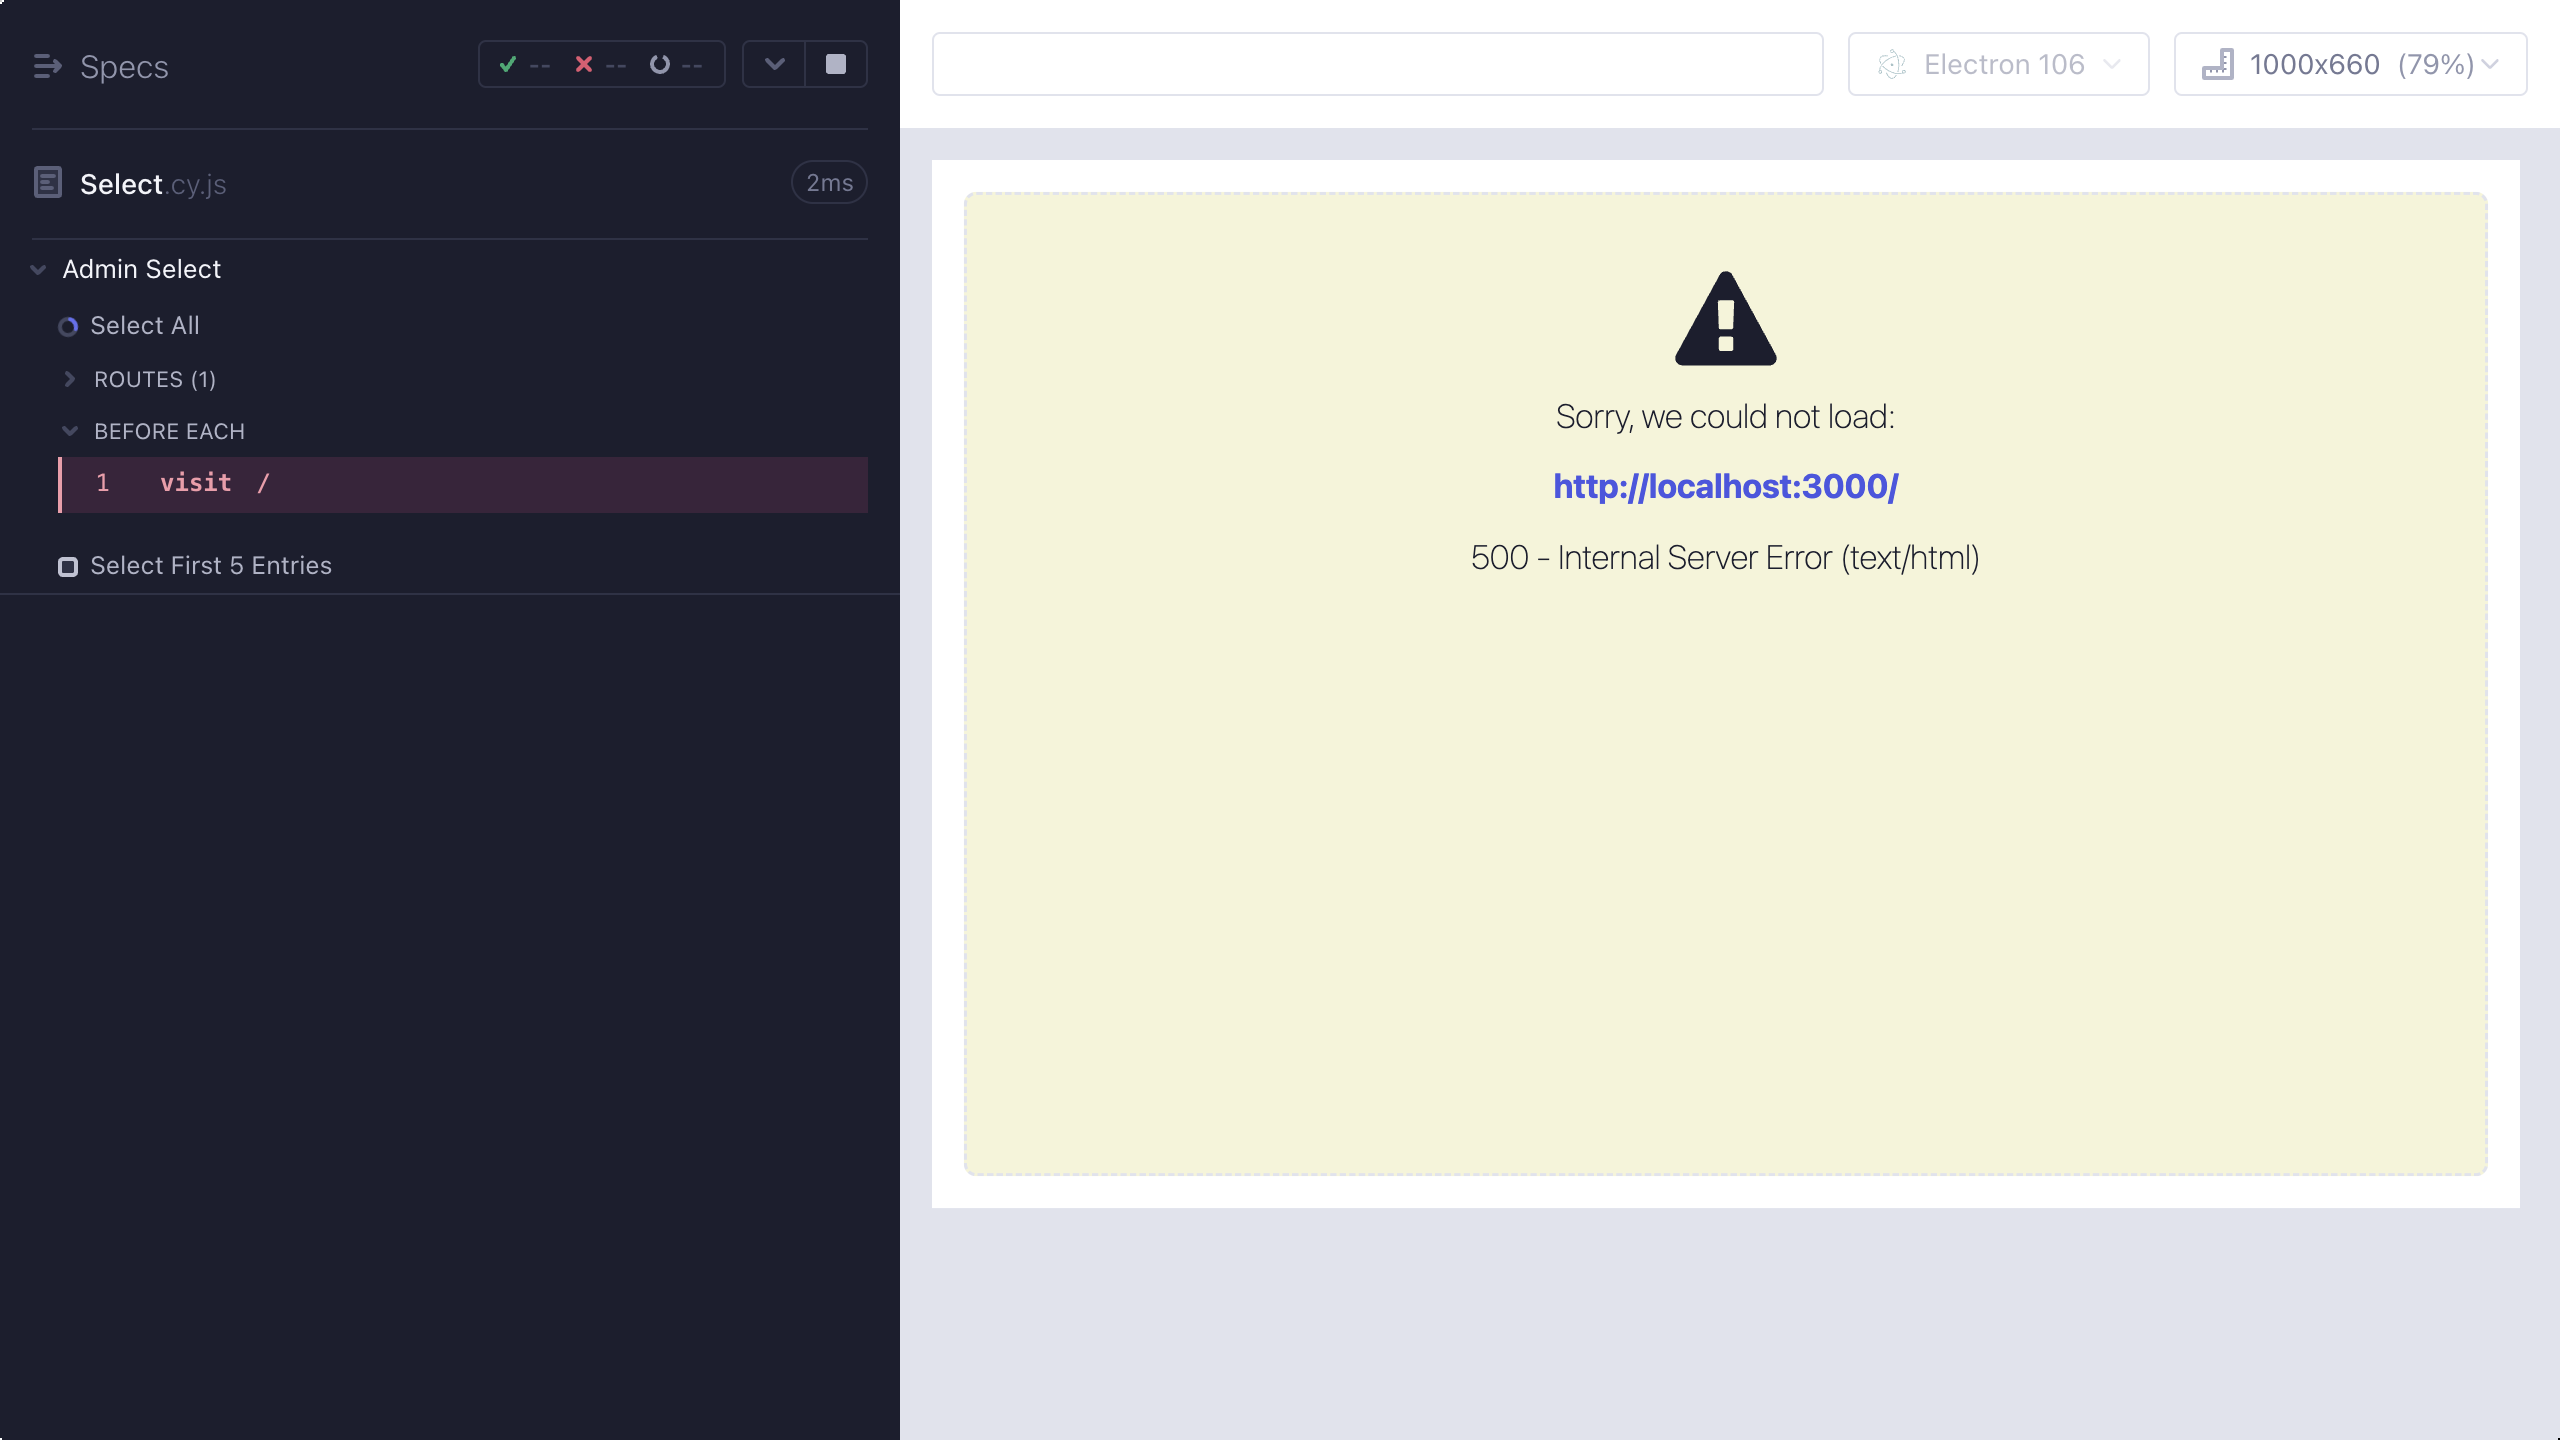 Specs
-- -- --
Select.cy.js
2ms
Admin Select
Select All
ROUTES (1)
BEFORE EACH
1 visit /
Select First 5 Entries
Electron 106
1000x660 (79%)
Sorry, we could not load:
http://localhost:3000/
500 - Internal Server Error (text/html)